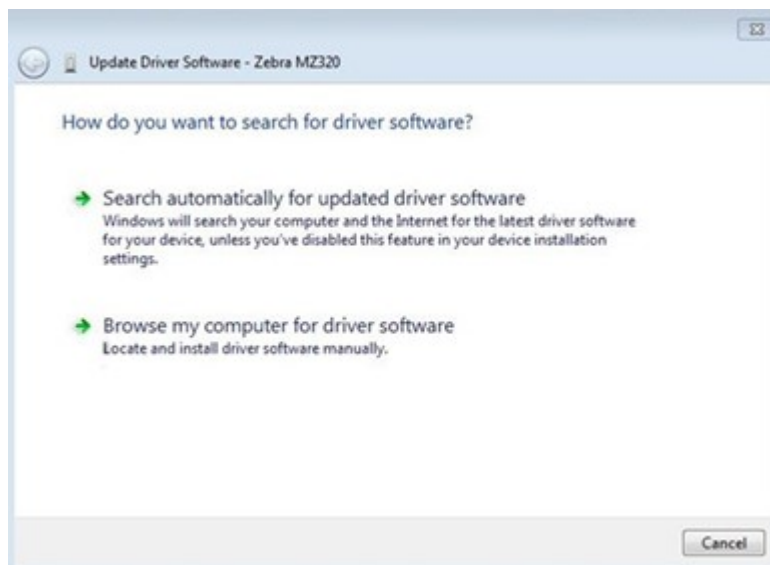 Update Driver Software - Zebra MZ320
How do you want to search for driver software?
Search automatically for updated driver software
Windows will search your computer and the Internet for the latest driver software
for your device, unless you've disabled this feature in your device installation
settings.
Browse my computer for driver software
Locate and install driver software manually.
Cancel